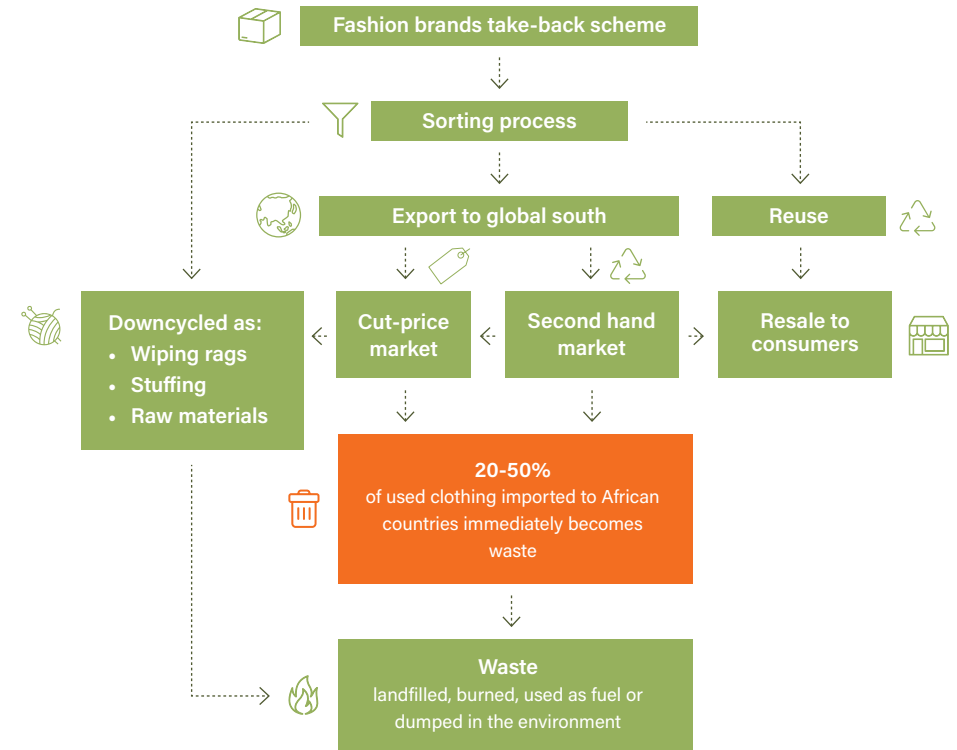 Fashion brands take-back scheme
Sorting process
Export to global south
Reuse
Downcycled as:
• Wiping rags
• Stuffing
• Raw materials
Cut-price
market
Second hand
market
Resale to
consumers
20-50%
of used clothing imported to African
countries immediately becomes
waste
Waste
landfilled, burned, used as fuel or
dumped in the environment